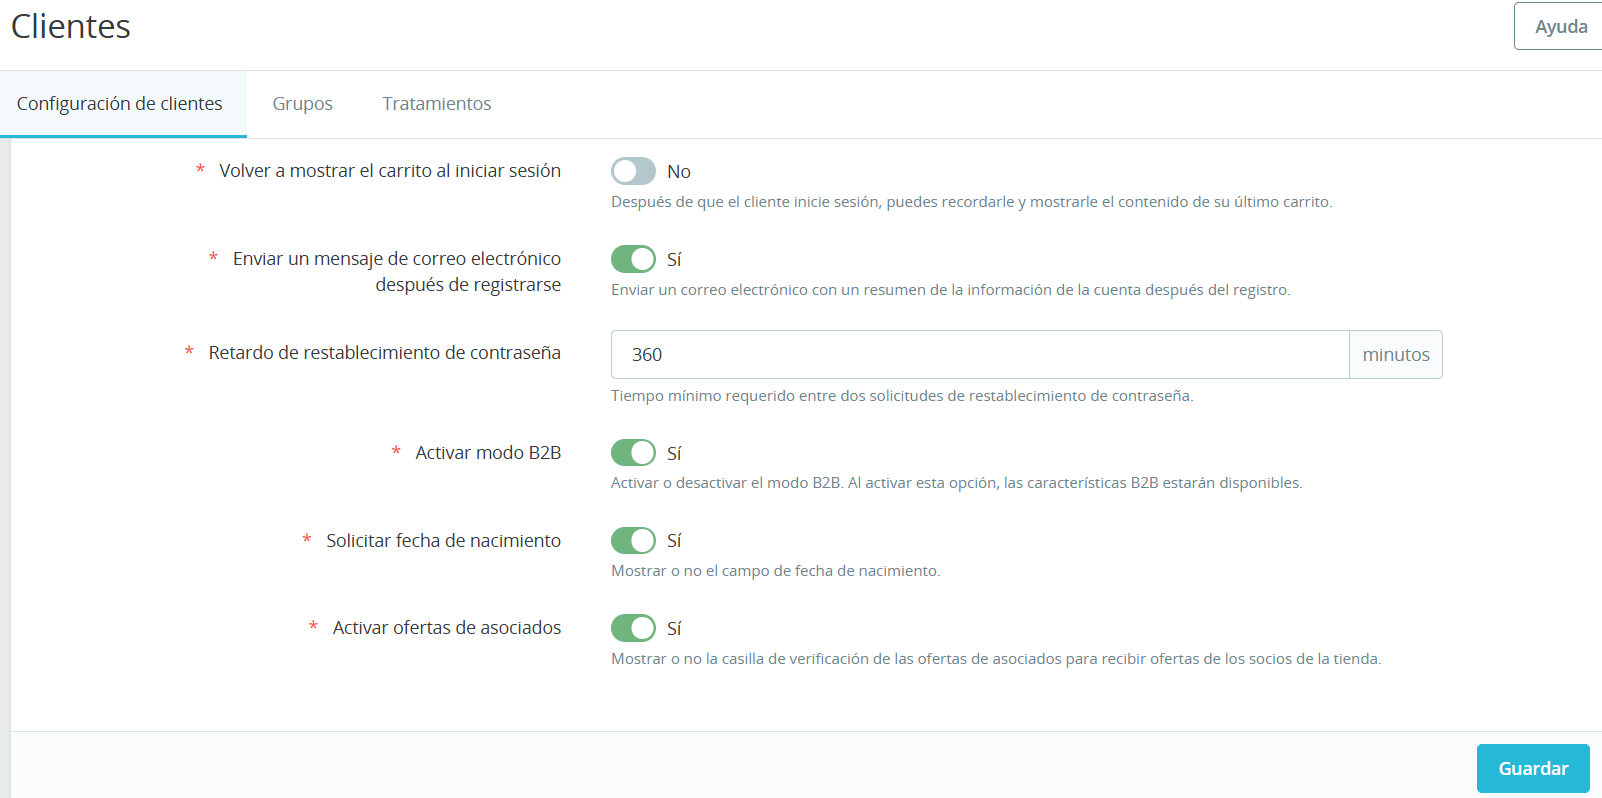 Clientes
Ayuda
Configuración de clientes
Grupos
Tratamientos
* Volver a mostrar el carrito al iniciar sesión
No
Después de que el cliente inicie sesión, puedes recordarle y mostrarle el contenido de su último carrito.
* Enviar un mensaje de correo electrónico
después de registrarse
Sí
Enviar un correo electrónico con un resumen de la información de la cuenta después del registro.
* Retardo de restablecimiento de contraseña
360
minutos
Tiempo mínimo requerido entre dos solicitudes de restablecimiento de contraseña.
* Activar modo B2B
Sí
Activar o desactivar el modo B2B. Al activar esta opción, las características B2B estarán disponibles.
* Solicitar fecha de nacimiento
Sí
Mostrar o no el campo de fecha de nacimiento.
* Activar ofertas de asociados
Sí
Mostrar o no la casilla de verificación de las ofertas de asociados para recibir ofertas de los socios de la tienda.
Guardar